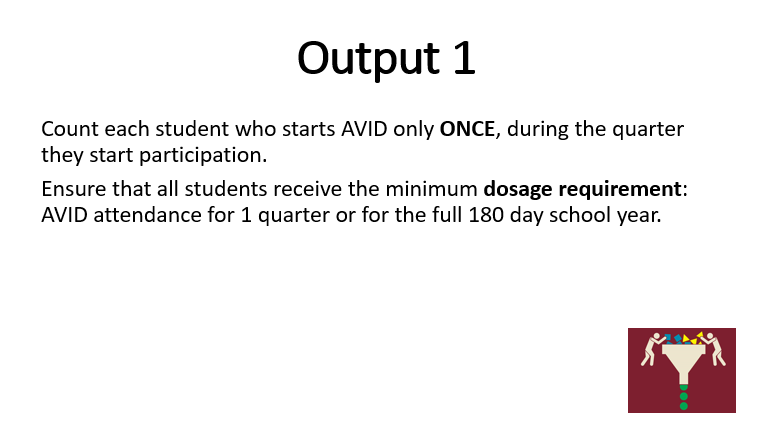 Output 1
Count each student who starts AVID only ONCE, during the quarter
they start participation.
Ensure that all students receive the minimum dosage requirement:
AVID attendance for 1 quarter or for the full 180 day school year.